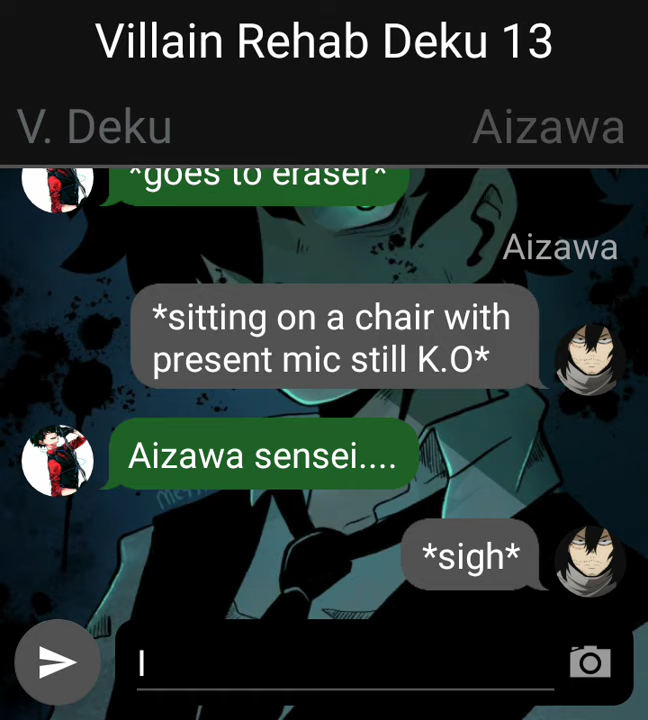 Villain Rehab Deku 13
V. Deku
Aizawa
*goes to eraser*
Aizawa
*sitting on a chair with
present mic still K.O*
Aizawa sensei....
*sigh*